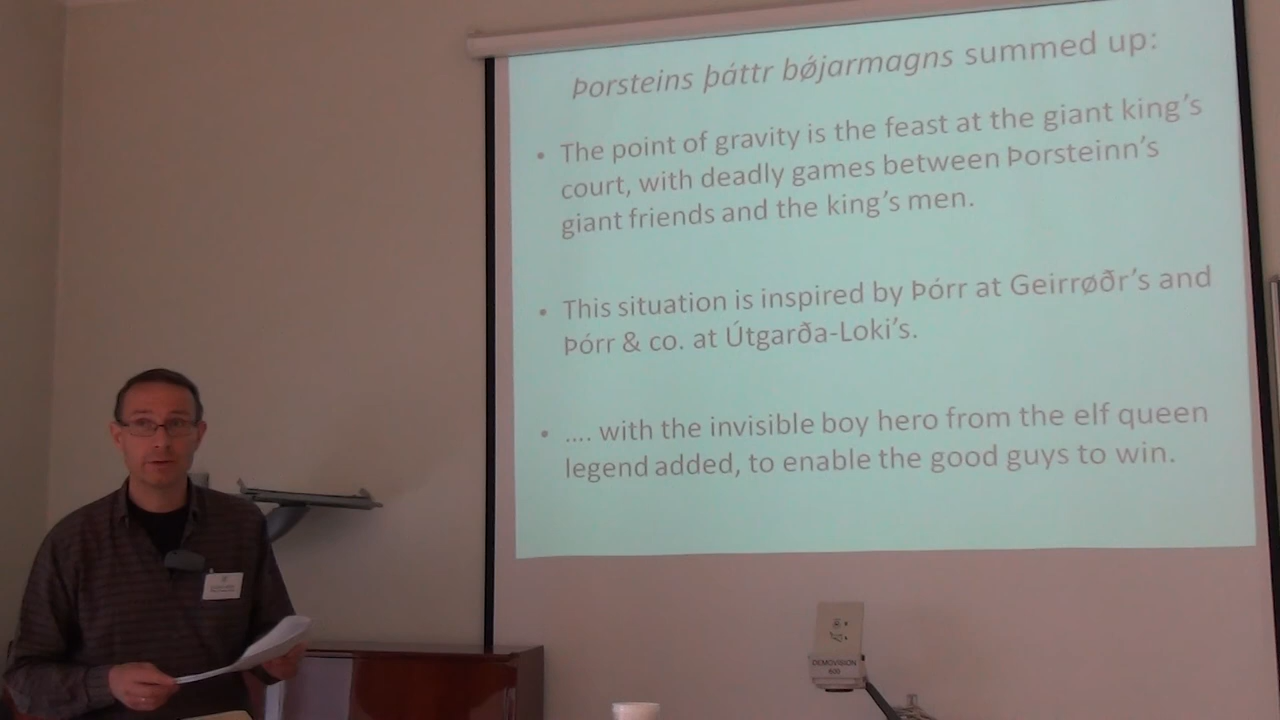 Þorsteins þáttr bǿjarmagns summed up:
• The point of gravity is the feast at the giant king's
court, with deadly games between Þorsteinn's
giant friends and the king's men.
• This situation is inspired by Þórr at Geirrøðr's and
Þórr & co. at Útgarða-Loki's.
• .... with the invisible boy hero from the elf queen
legend added, to enable the good guys to win.
DEMOVISION